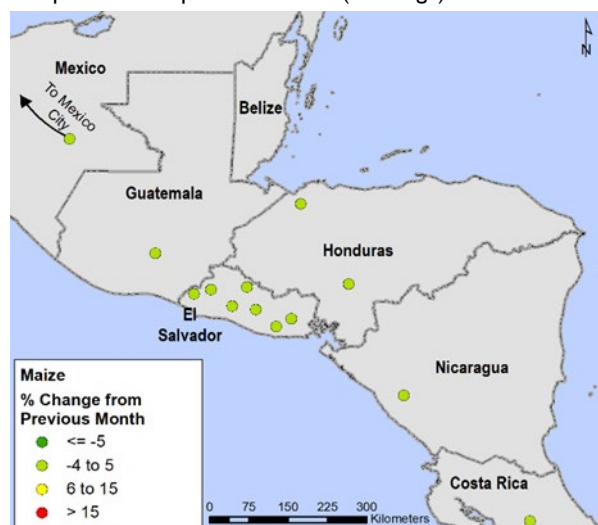 Mexico
To Mexico
City
Belize
Guatemala
Honduras
El
Salvador
Nicaragua
Costa Rica
N
Maize
% Change from
Previous Month
<= -5
-4 to 5
6 to 15
> 15
0 75 150 225 300
Kilometers